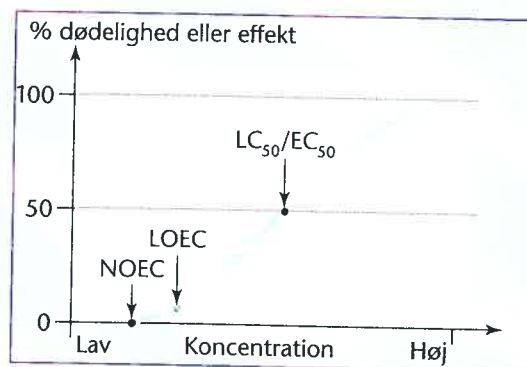 % dødelighed eller effekt
100
LC₅₀/EC₅₀
50
LOEC
NOEC
0
Lav Koncentration Høj